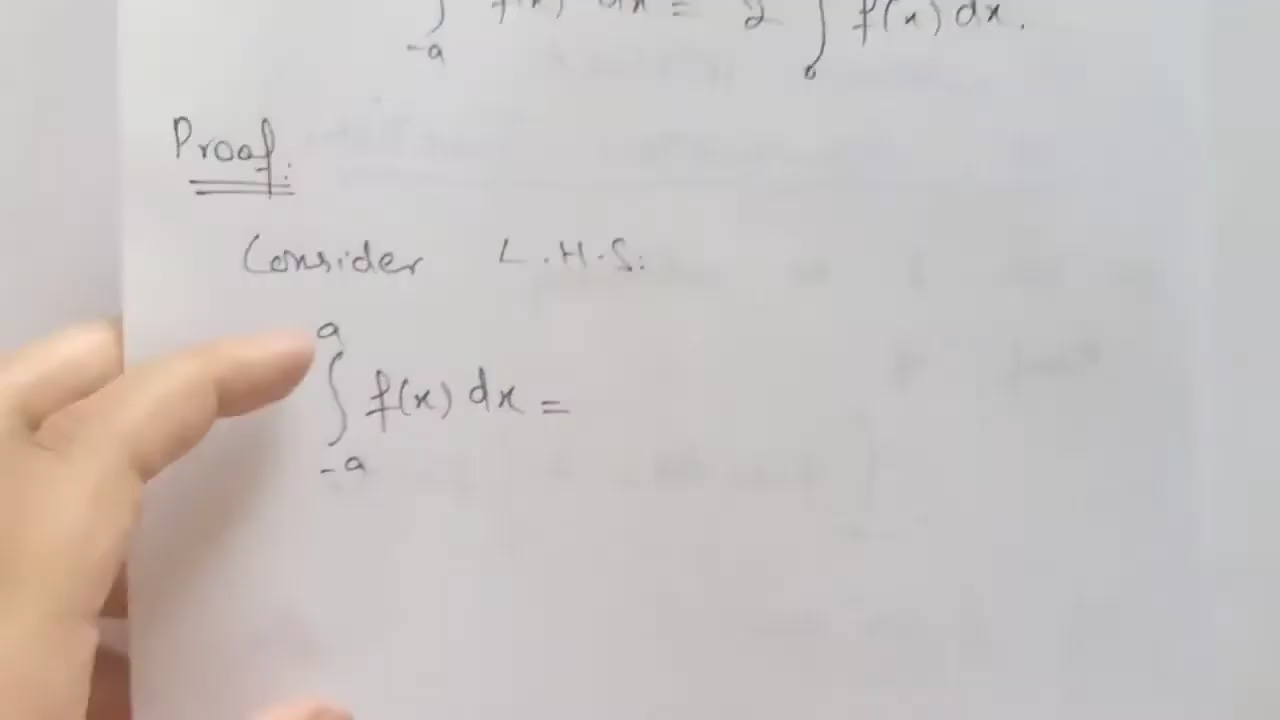 ∫_{-a} f(x) dx = 2 ∫_{0} f(x) dx.
Proof:
Consider L.H.S.
∫_{-a}^{a} f(x) dx =